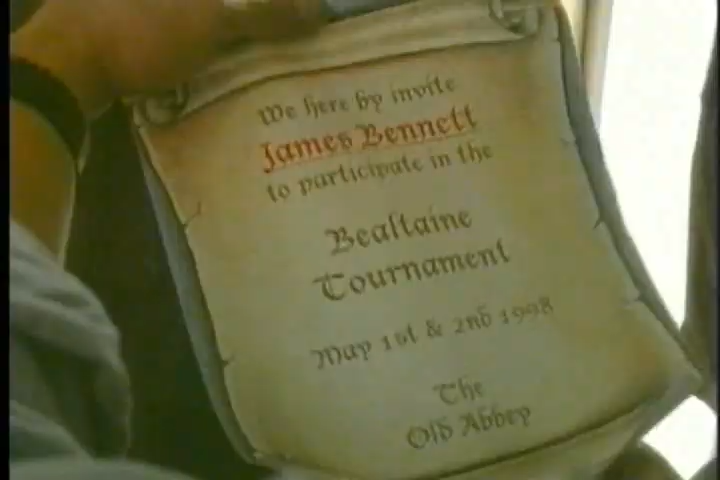 We here by invite
James Bennett
to participate in the
Bealtaine
Tournament
May 1st & 2nd 1998
The
Old Abbey